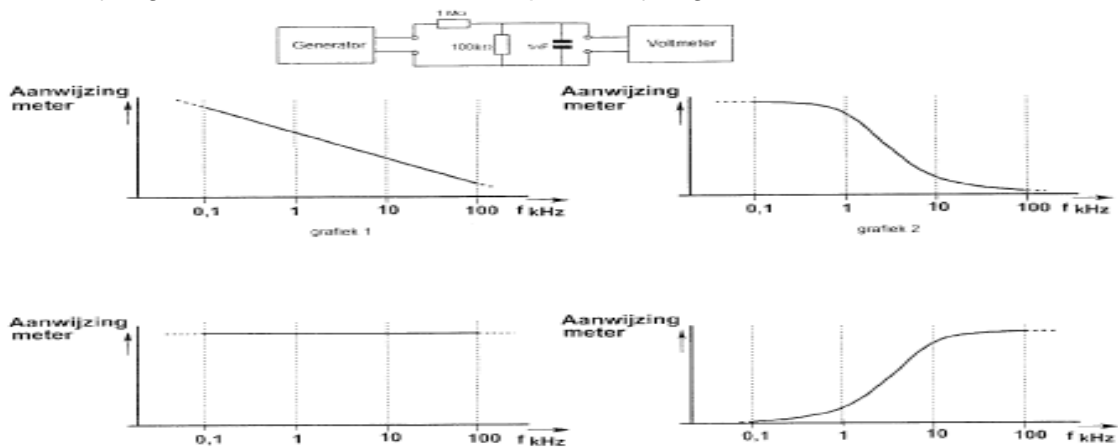 1 MΩ
Generator
100kΩ
1nF
Voltmeter
Aanwijzing
meter
0,1 1 10 100 f kHz
grafiek 1
Aanwijzing
meter
0,1 1 10 100 f kHz
grafiek 2
Aanwijzing
meter
0,1 1 10 100 f kHz
Aanwijzing
meter
0,1 1 10 100 f kHz